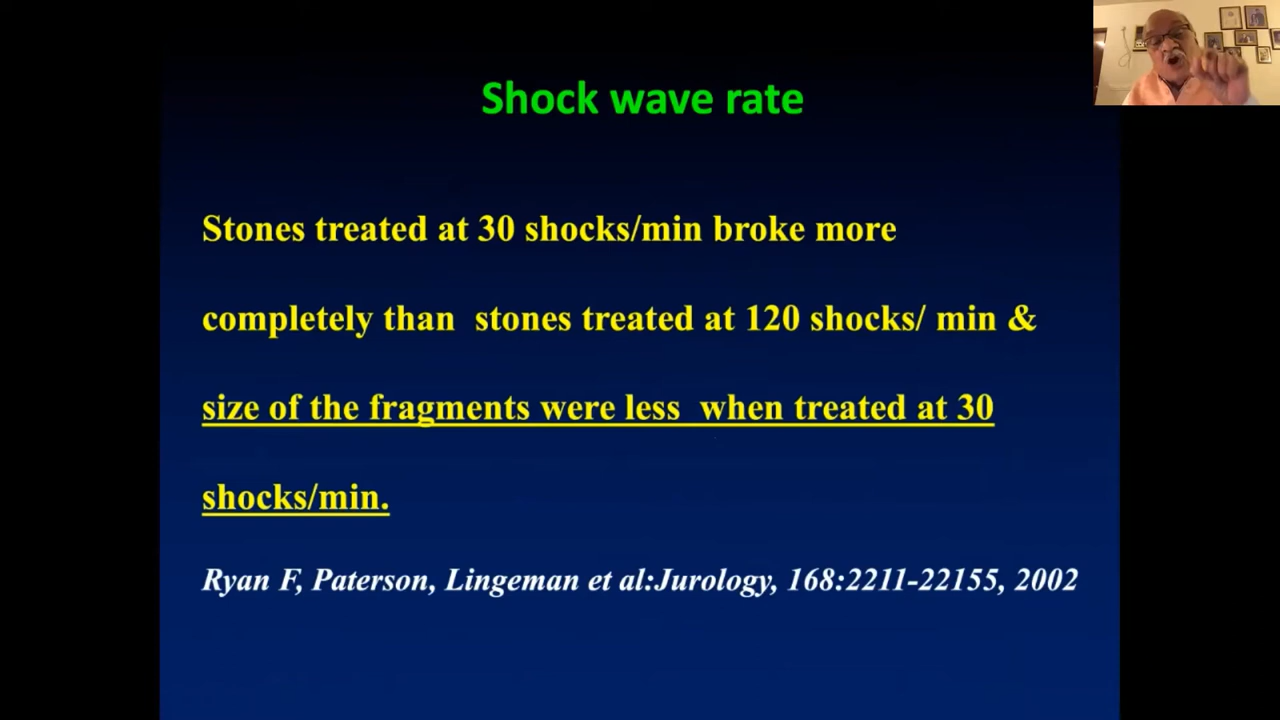 Shock wave rate
Stones treated at 30 shocks/min broke more
completely than stones treated at 120 shocks/ min &
size of the fragments were less when treated at 30
shocks/min.
Ryan F, Paterson, Lingeman et al:Jurology, 168:2211-22155, 2002